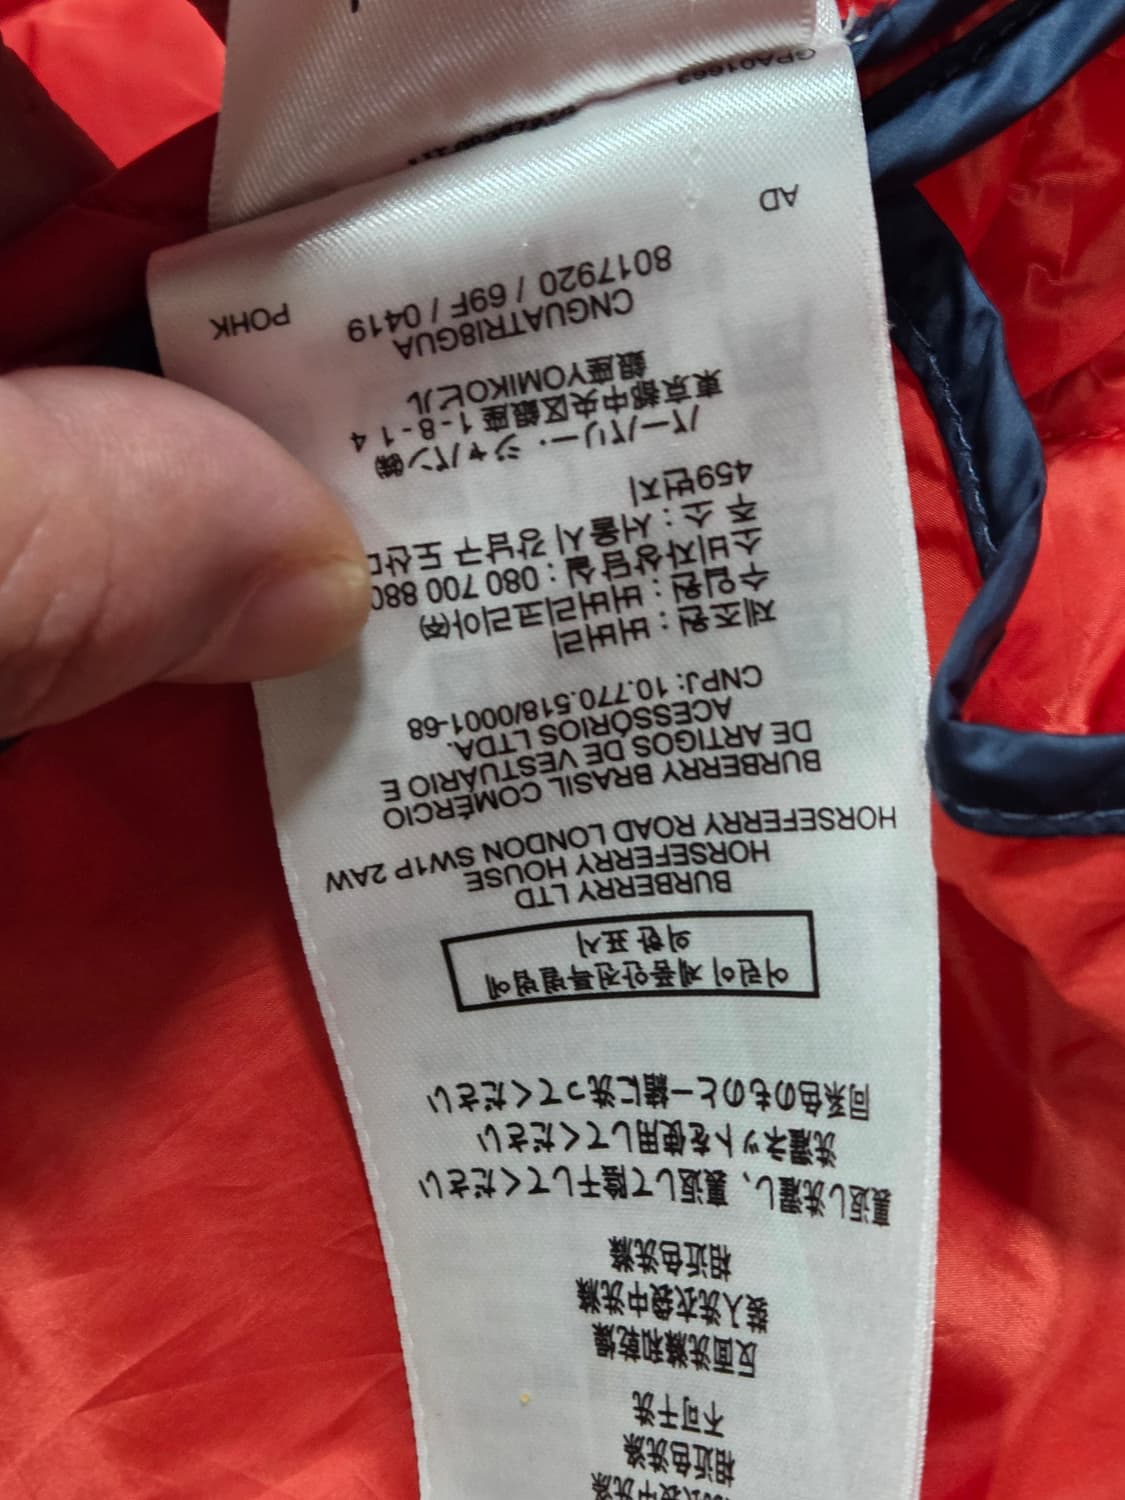 衣袋中洗
相近色洗滌
不可干洗
反面洗滌和乾燥
裝入洗衣袋中洗滌
相近色洗滌
裏返し洗濯し、裏返して陰干してください
洗濯ネットを使用してください
同系色のものと一緒に洗ってください
어린이제품안전특별법에
의한 표시
BURBERRY LTD
HORSEFERRY HOUSE
HORSEFERRY ROAD LONDON SW1P 2AW
BURBERRY BRASIL COMÉRCIO
DE ARTIGOS DE VESTUÁRIO E
ACESSÓRIOS LTDA.
CNPJ: 10.770.518/0001-68
제조원 : 버버리
수입원 : 버버리코리아㈜
소비자상담실 : 080 700 880
주 소 : 서울시 강남구 도산대
459번지
バーバリー・ジャパン㈱
東京都中央区銀座 1-8-14
銀座YOMIKOビル
CNGUATRI8GUA
8017920 / 69F / 0419
POHK
AD
GPA01663